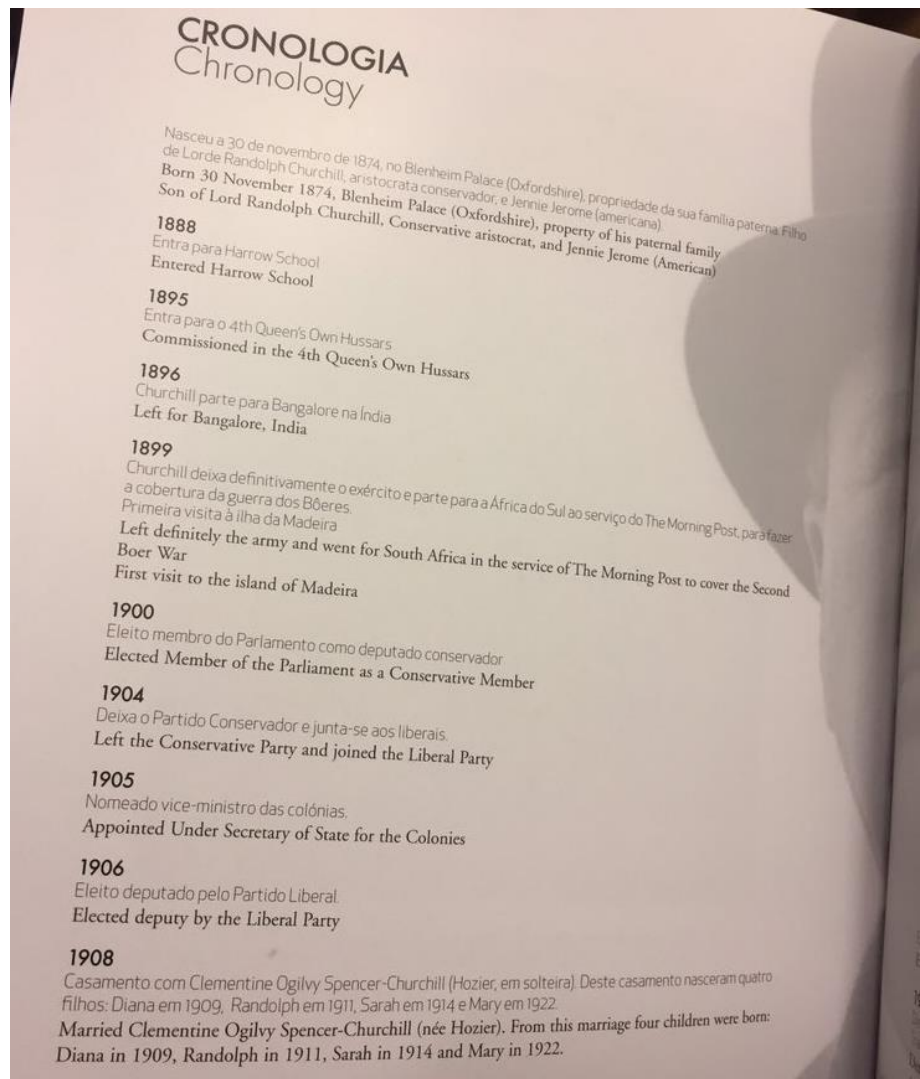 CRONOLOGIA
Chronology
Nasceu a 30 de novembro de 1874, no Blenheim Palace (Oxfordshire), propriedade da sua família paterna. Filho
de Lorde Randolph Churchill, aristocrata conservador, e Jennie Jerome (americana).
Born 30 November 1874, Blenheim Palace (Oxfordshire), property of his paternal family
Son of Lord Randolph Churchill, Conservative aristocrat, and Jennie Jerome (American)
1888
Entra para Harrow School
Entered Harrow School
1895
Entra para o 4th Queen's Own Hussars
Commissioned in the 4th Queen's Own Hussars
1896
Churchill parte para Bangalore na Índia
Left for Bangalore, India
1899
Churchill deixa definitivamente o exército e parte para a África do Sul ao serviço do The Morning Post, para fazer
a cobertura da guerra dos Bôeres.
Primeira visita à ilha da Madeira
Left definitely the army and went for South Africa in the service of The Morning Post to cover the Second
Boer War
First visit to the island of Madeira
1900
Eleito membro do Parlamento como deputado conservador
Elected Member of the Parliament as a Conservative Member
1904
Deixa o Partido Conservador e junta-se aos liberais.
Left the Conservative Party and joined the Liberal Party
1905
Nomeado vice-ministro das colónias.
Appointed Under Secretary of State for the Colonies
1906
Eleito deputado pelo Partido Liberal.
Elected deputy by the Liberal Party
1908
Casamento com Clementine Ogilvy Spencer-Churchill (Hozier, em solteira). Deste casamento nasceram quatro
filhos: Diana em 1909, Randolph em 1911, Sarah em 1914 e Mary em 1922.
Married Clementine Ogilvy Spencer-Churchill (née Hozier). From this marriage four children were born:
Diana in 1909, Randolph in 1911, Sarah in 1914 and Mary in 1922.